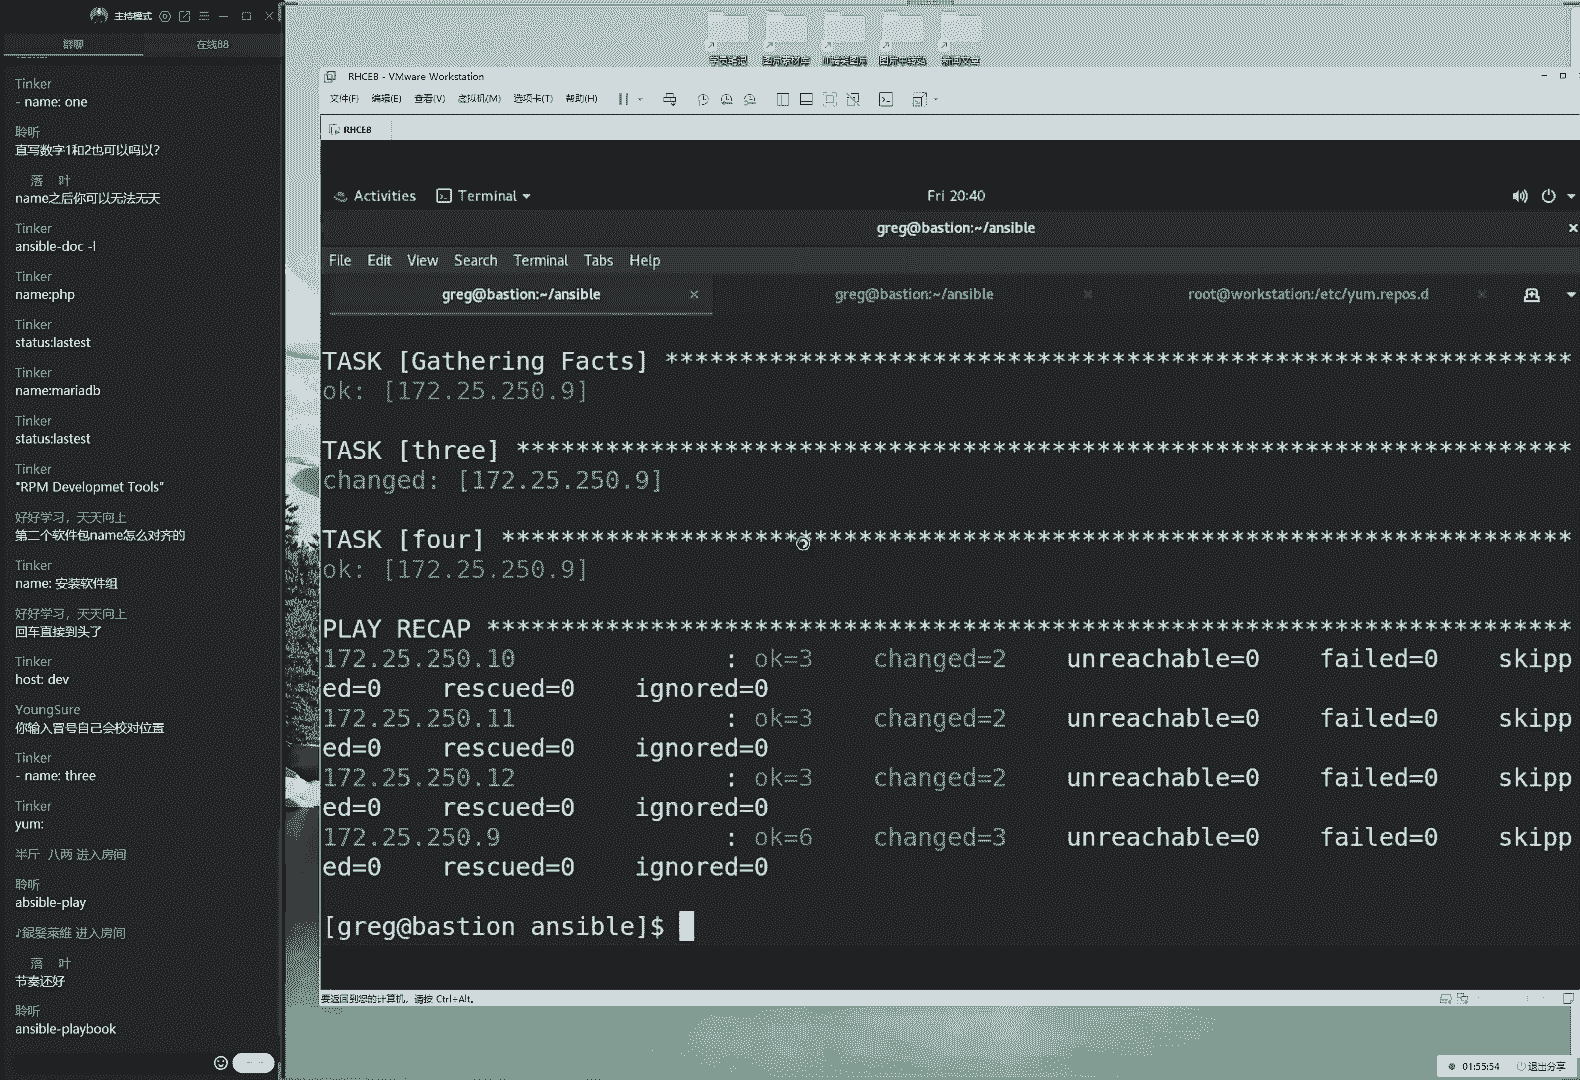 主持模式
群聊
在线88
Tinker
- name: one
聆听
直写数字1和2也可以吗以?
落 叶
name之后你可以无法无天
Tinker
ansible-doc -l
Tinker
name:php
Tinker
status:lastest
Tinker
name:mariadb
Tinker
status:lastest
Tinker
"RPM Developmet Tools"
好好学习，天天向上
第二个软件包name怎么对齐的
Tinker
name: 安装软件组
好好学习，天天向上
回车直接到头了
Tinker
host: dev
YoungSure
你输入冒号自己会校对位置
Tinker
- name: three
Tinker
yum:
半斤 八两 进入房间
聆听
absible-play
♪銀髮萊維 进入房间
落 叶
节奏还好
聆听
ansible-playbook
学员笔记
新闻文案
RHCE8 - VMware Workstation
文件(F) 编辑(E) 查看(V) 虚拟机(M) 选项卡(T) 帮助(H)
RHCE8
Activities
Terminal
Fri 20:40
greg@bastion:~/ansible
File Edit View Search Terminal Tabs Help
greg@bastion:~/ansible
greg@bastion:~/ansible
root@workstation:/etc/yum.repos.d
TASK [Gathering Facts] *************************************************************
ok: [172.25.250.9]
TASK [three] ***********************************************************************
changed: [172.25.250.9]
TASK [four] ************************************************************************
ok: [172.25.250.9]
PLAY RECAP *************************************************************************
172.25.250.10 : ok=3 changed=2 unreachable=0 failed=0 skipp
ed=0 rescued=0 ignored=0
172.25.250.11 : ok=3 changed=2 unreachable=0 failed=0 skipp
ed=0 rescued=0 ignored=0
172.25.250.12 : ok=3 changed=2 unreachable=0 failed=0 skipp
ed=0 rescued=0 ignored=0
172.25.250.9 : ok=6 changed=3 unreachable=0 failed=0 skipp
ed=0 rescued=0 ignored=0
[greg@bastion ansible]$
要返回到您的计算机，请按 Ctrl+Alt。
01:55:54
退出分享